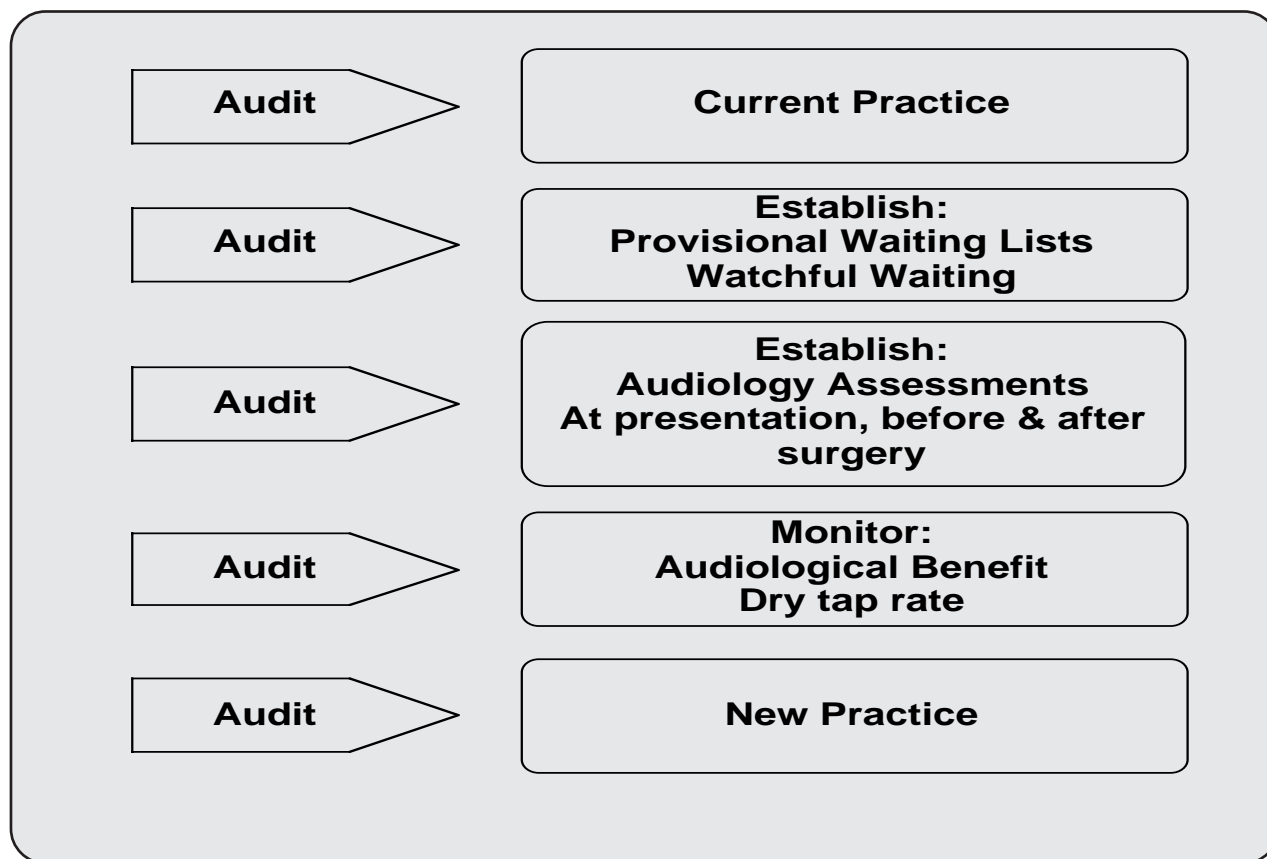 Audit
Current Practice
Audit
Establish:
Provisional Waiting Lists
Watchful Waiting
Audit
Establish:
Audiology Assessments
At presentation, before & after
surgery
Audit
Monitor:
Audiological Benefit
Dry tap rate
Audit
New Practice